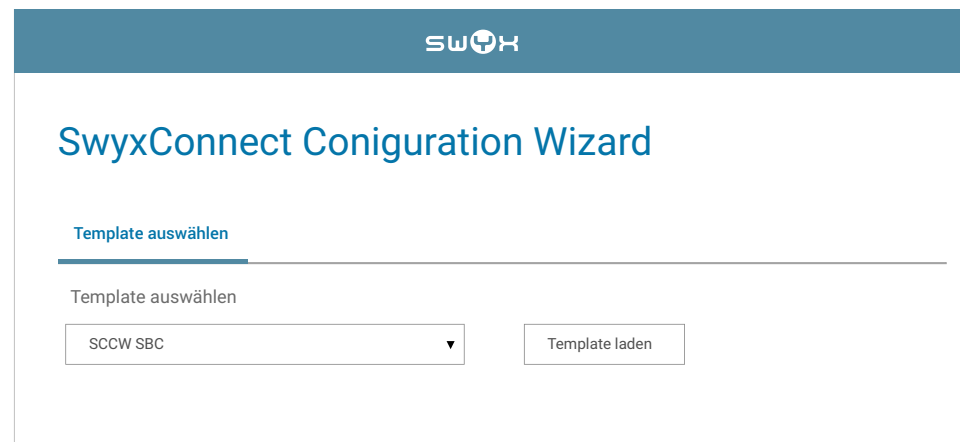 swyx
SwyxConnect Coniguration Wizard
Template auswählen
Template auswählen
SCCW SBC
Template laden